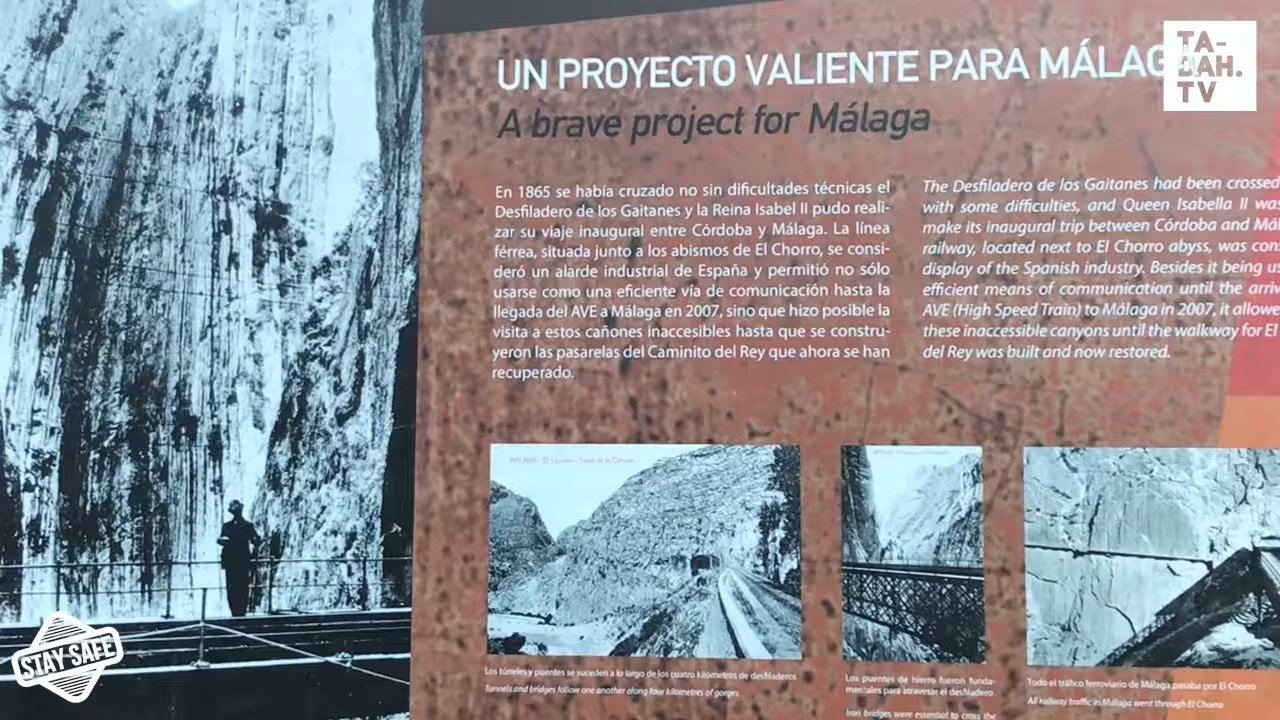 UN PROYECTO VALIENTE PARA MÁLAG
A brave project for Málaga
En 1865 se había cruzado no sin dificultades técnicas el
Desfiladero de los Gaitanes y la Reina Isabel II pudo reali-
zar su viaje inaugural entre Córdoba y Málaga. La línea
férrea, situada junto a los abismos de El Chorro, se consi-
deró un alarde industrial de España y permitió no sólo
usarse como una eficiente vía de comunicación hasta la
llegada del AVE a Málaga en 2007, sino que hizo posible la
visita a estos cañones inaccesibles hasta que se constru-
yeron las pasarelas del Caminito del Rey que ahora se han
recuperado.
The Desfiladero de los Gaitanes had been crossed
with some difficulties, and Queen Isabella II was
make its inaugural trip between Córdoba and Mál
railway, located next to El Chorro abyss, was con
display of the Spanish industry. Besides it being us
efficient means of communication until the arriv
AVE (High Speed Train) to Málaga in 2007, it allowe
these inaccessible canyons until the walkway for El
del Rey was built and now restored.
Los túneles y puentes se suceden a lo largo de los cuatro kilómetros de desfiladeros
Tunnels and bridges follow one another along four kilometres of gorges
Los puentes de hierro fueron funda-
mentales para atravesar el desfiladero
Iron bridges were essential to cross the
Todo el tráfico ferroviario de Málaga pasaba por El Chorro
All railway traffic in Málaga went through El Chorro
TA-
DAH.
TV
STAY SAFE